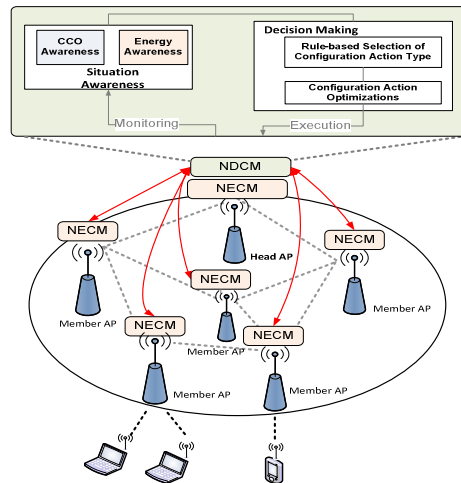 CCO
Awareness
Energy
Awareness
Situation
Awareness
Decision Making
Rule-based Selection of
Configuration Action Type
Configuration Action
Optimizations
Monitoring
Execution
NDCM
NECM
NECM
NECM
Head AP
NECM
Member AP
Member AP
NECM
NECM
Member AP
Member AP
Member AP